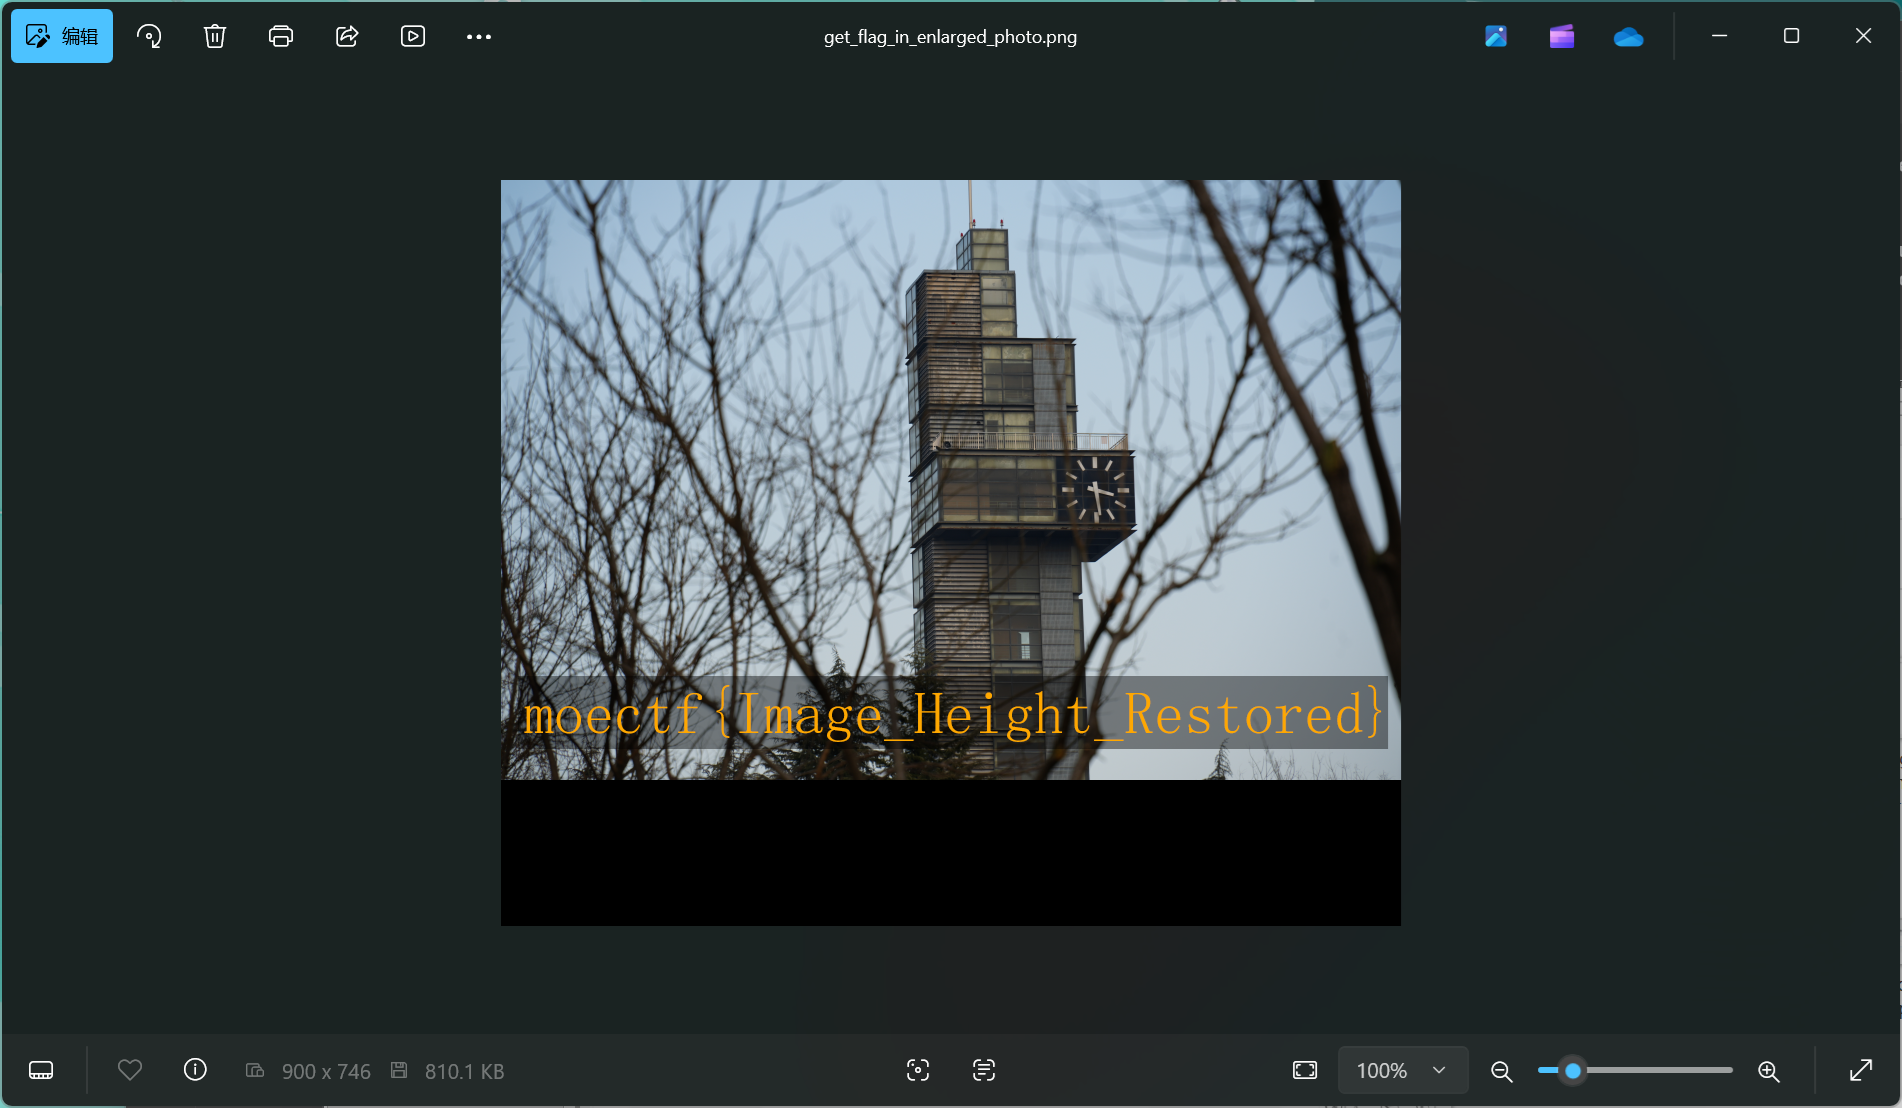 编辑
get_flag_in_enlarged_photo.png
moectf{Image_Height_Restored}
900 x 746
810.1 KB
100%